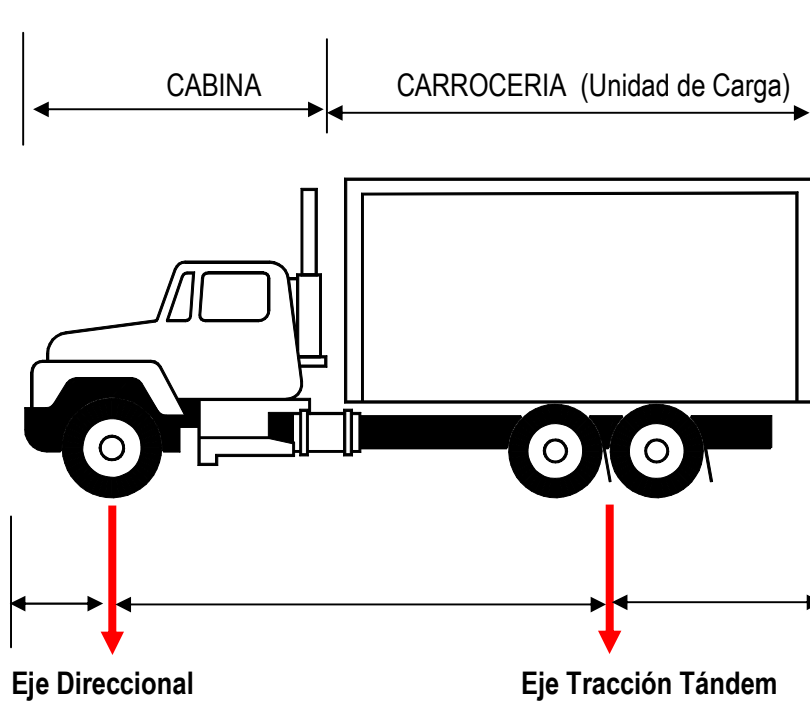 CABINA
CARROCERIA (Unidad de Carga)
Eje Direccional
Eje Tracción Tándem